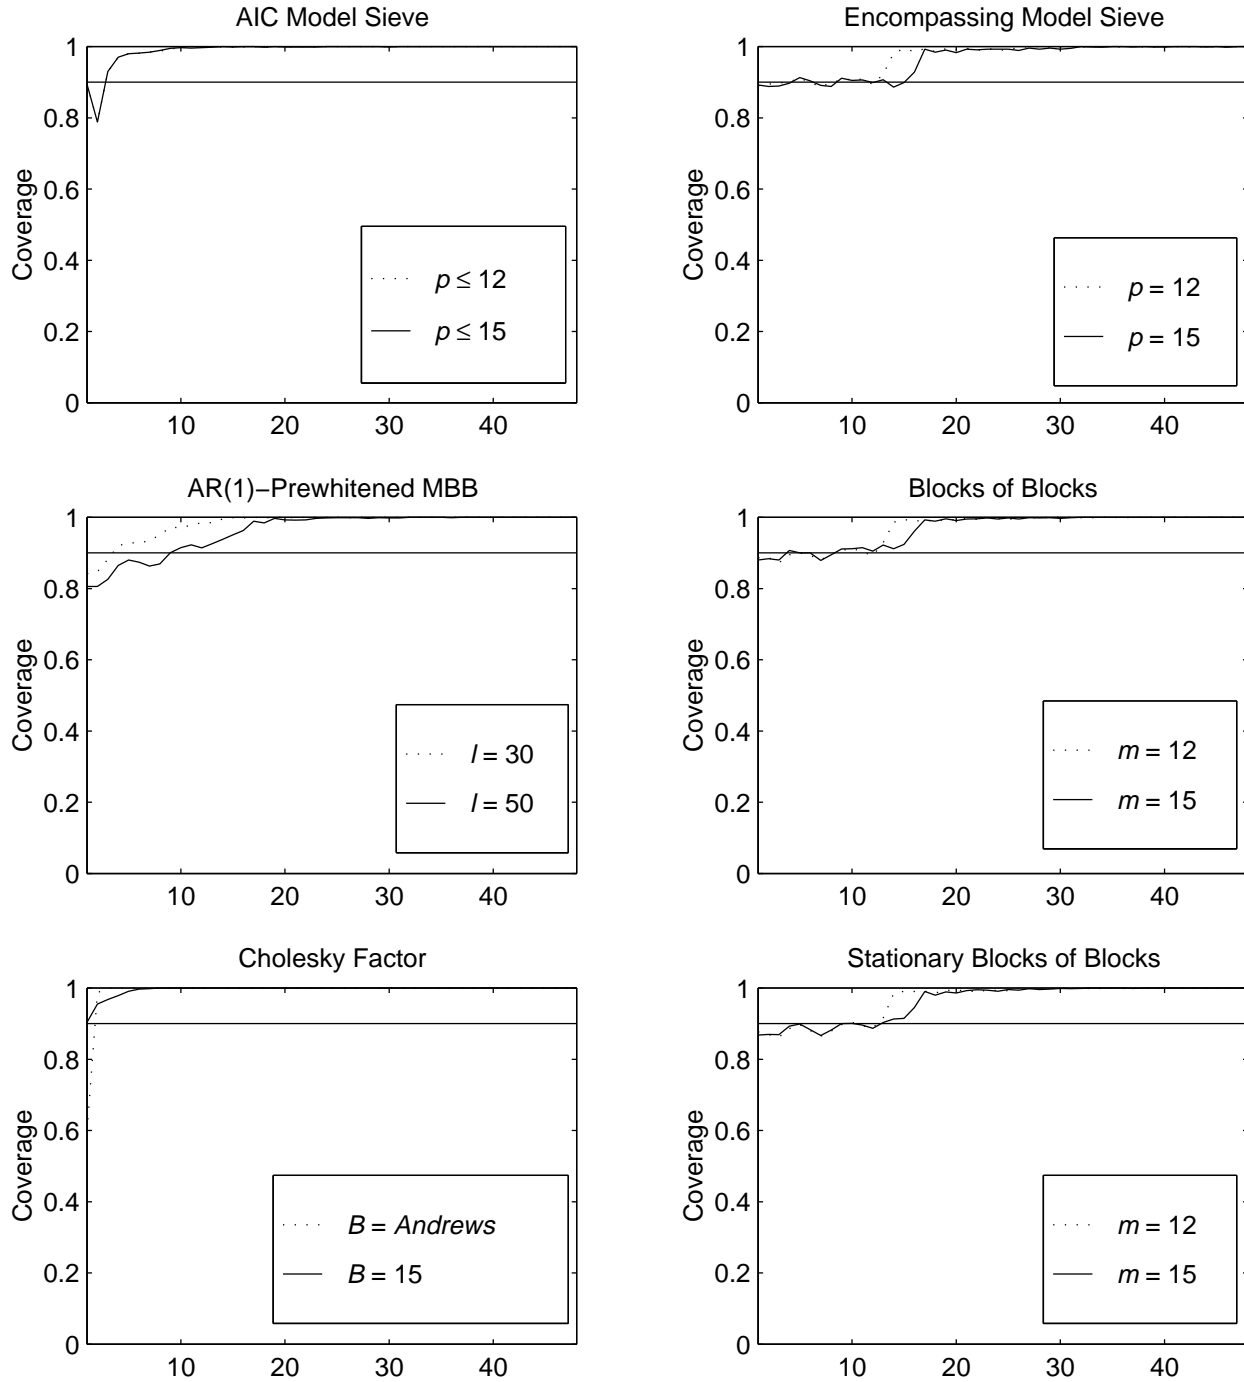 AIC Model Sieve
Coverage
1
0.8
0.6
0.4
0.2
0
p ≤ 12
p ≤ 15
10 20 30 40
Encompassing Model Sieve
Coverage
1
0.8
0.6
0.4
0.2
0
p = 12
p = 15
10 20 30 40
AR(1)−Prewhitened MBB
Coverage
1
0.8
0.6
0.4
0.2
0
l = 30
l = 50
10 20 30 40
Blocks of Blocks
Coverage
1
0.8
0.6
0.4
0.2
0
m = 12
m = 15
10 20 30 40
Cholesky Factor
Coverage
1
0.8
0.6
0.4
0.2
0
B = Andrews
B = 15
10 20 30 40
Stationary Blocks of Blocks
Coverage
1
0.8
0.6
0.4
0.2
0
m = 12
m = 15
10 20 30 40